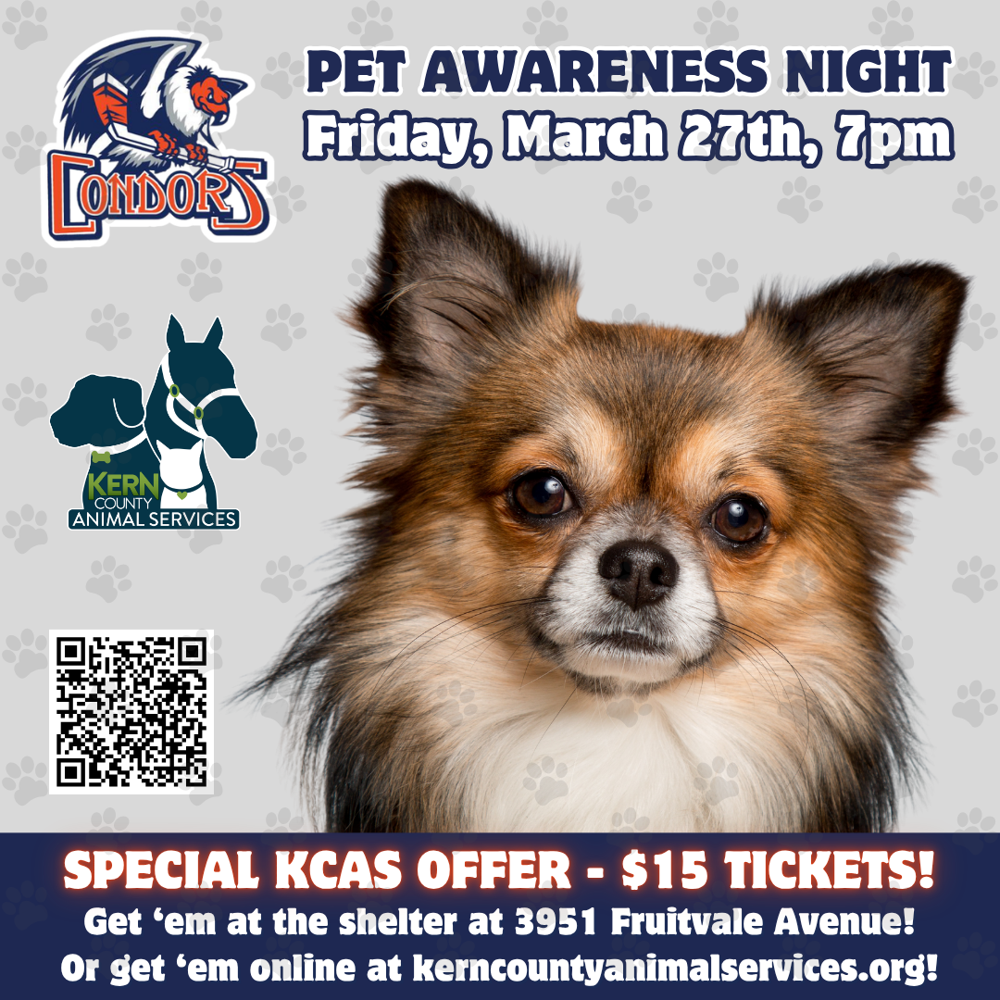 CONDORS
PET AWARENESS NIGHT
Friday, March 27th, 7pm
KERN
COUNTY
ANIMAL SERVICES
SPECIAL KCAS OFFER - $15 TICKETS!
Get ‘em at the shelter at 3951 Fruitvale Avenue!
Or get ‘em online at kerncountyanimalservices.org!